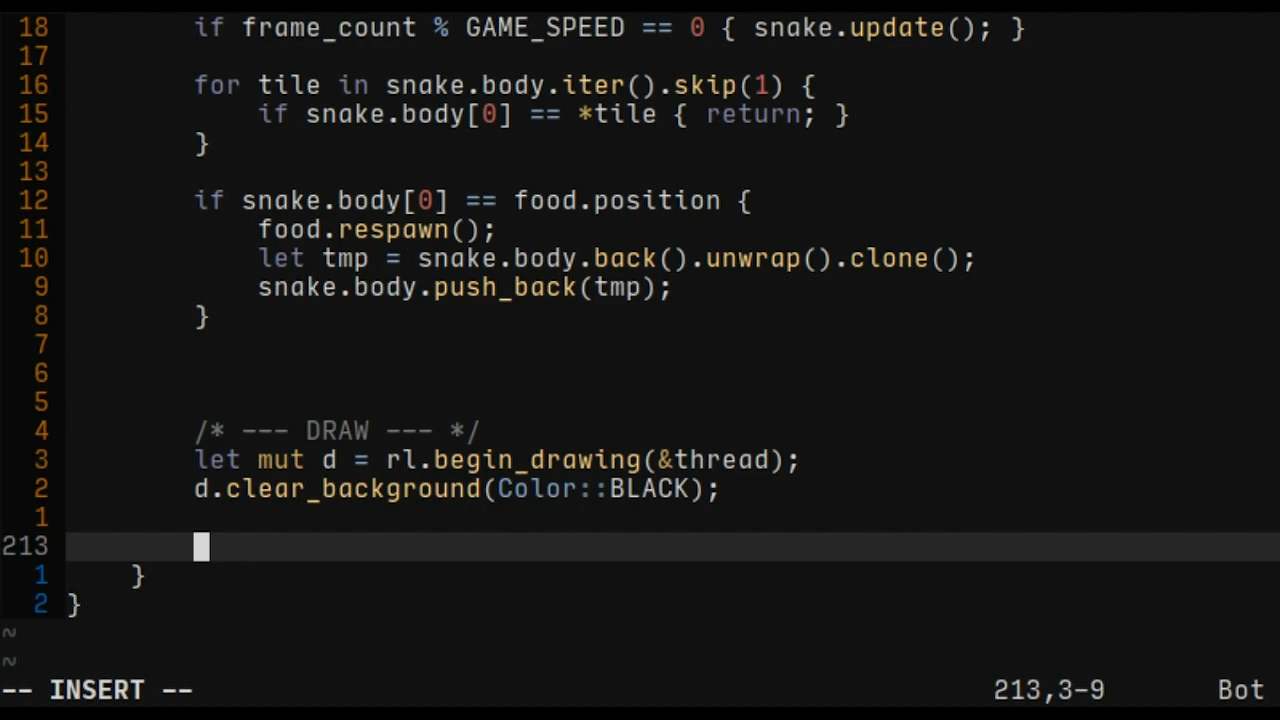 18         if frame_count % GAME_SPEED == 0 { snake.update(); }
17
16         for tile in snake.body.iter().skip(1) {
15             if snake.body[0] == *tile { return; }
14         }
13
12         if snake.body[0] == food.position {
11             food.respawn();
10             let tmp = snake.body.back().unwrap().clone();
9             snake.body.push_back(tmp);
8         }
7
6
5
4         /* --- DRAW --- */
3         let mut d = rl.begin_drawing(&thread);
2         d.clear_background(Color::BLACK);
1
213
1     }
2 }
~
~
-- INSERT -- 213,3-9 Bot